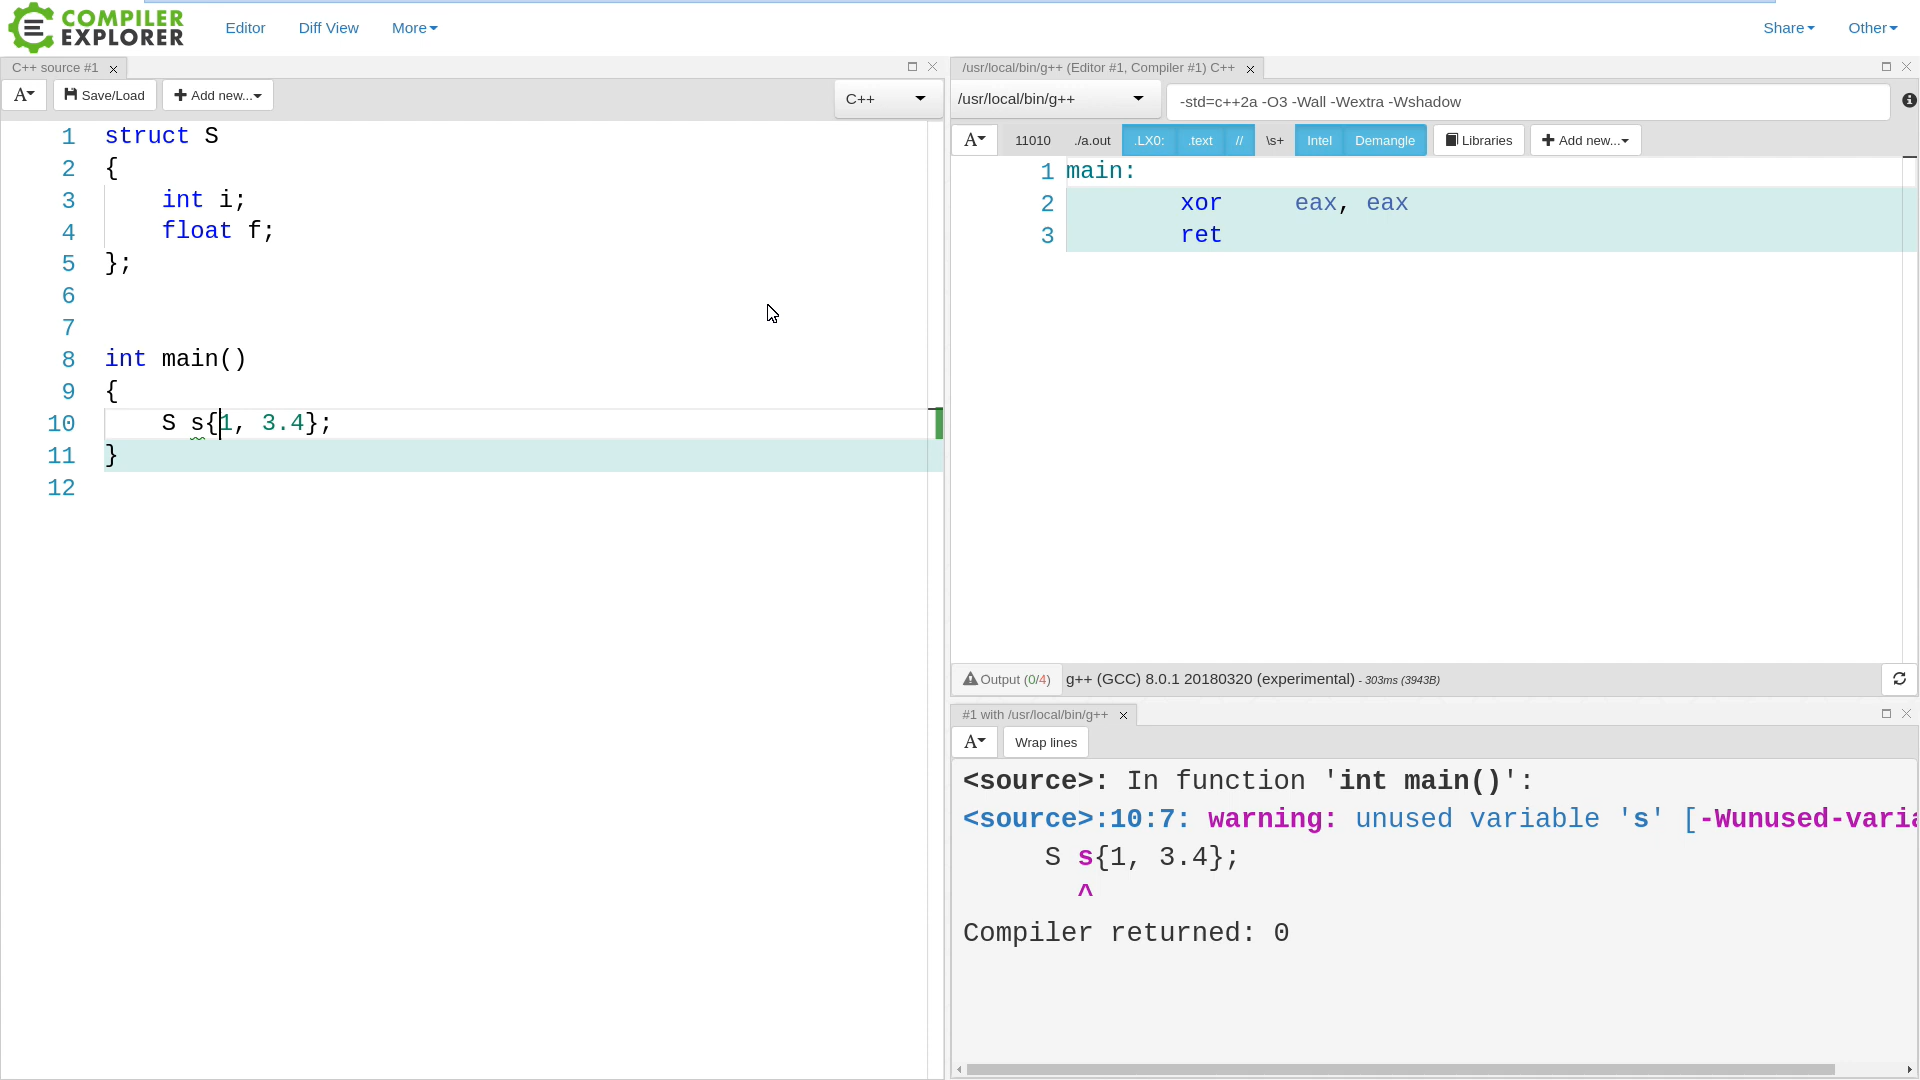 COMPILER
EXPLORER
Editor
Diff View
More
Share
Other
C++ source #1
A
Save/Load
Add new...
C++
1 struct S
2 {
3 int i;
4 float f;
5 };
6
7
8 int main()
9 {
10 S s{1, 3.4};
11 }
12
/usr/local/bin/g++ (Editor #1, Compiler #1) C++
/usr/local/bin/g++
-std=c++2a -O3 -Wall -Wextra -Wshadow
A
11010
./a.out
.LX0:
.text
//
\s+
Intel
Demangle
Libraries
Add new...
1 main:
2 xor eax, eax
3 ret
Output (0/4) g++ (GCC) 8.0.1 20180320 (experimental) - 303ms (3943B)
#1 with /usr/local/bin/g++
A
Wrap lines
<source>: In function 'int main()':
<source>:10:7: warning: unused variable 's' [-Wunused-varia
S s{1, 3.4};
^
Compiler returned: 0